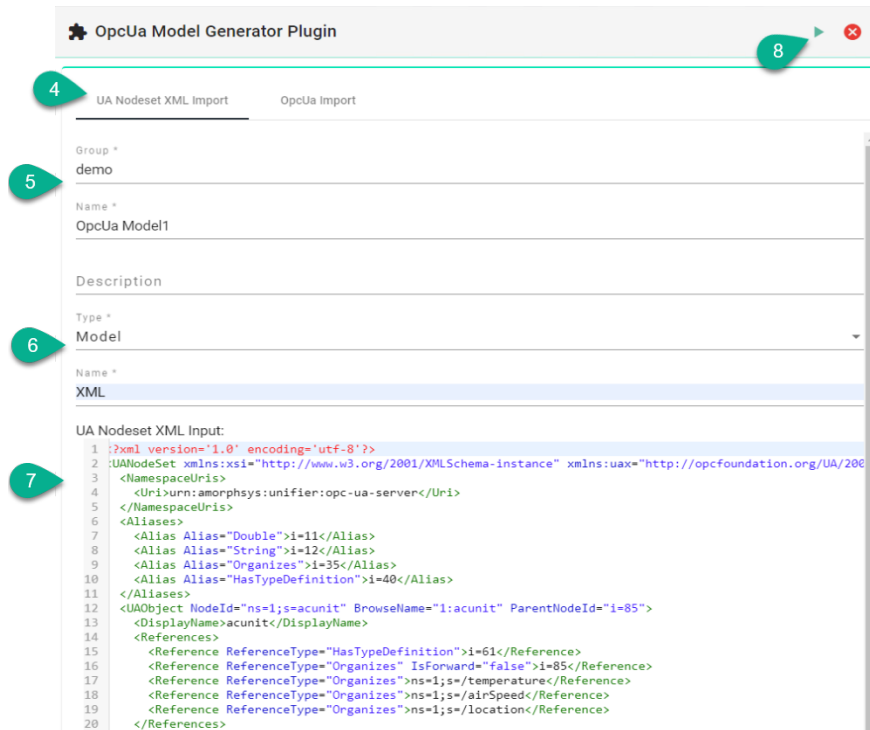 OpcUa Model Generator Plugin
8
4
UA Nodeset XML Import
OpcUa Import
Group *
demo
5
Name *
OpcUa Model1
Description
Type *
Model
6
Name *
XML
UA Nodeset XML Input:
1 ?xml version='1.0' encoding='utf-8'?>
2 UANodeSet xmlns:xsi="http://www.w3.org/2001/XMLSchema-instance" xmlns:uax="http://opcfoundation.org/UA/200
3 <NamespaceUris>
7
4 <Uri>urn:amorphsys:unifier:opc-ua-server</Uri>
5 </NamespaceUris>
6 <Aliases>
7 <Alias Alias="Double">i=11</Alias>
8 <Alias Alias="String">i=12</Alias>
9 <Alias Alias="Organizes">i=35</Alias>
10 <Alias Alias="HasTypeDefinition">i=40</Alias>
11 </Aliases>
12 <UAObject NodeId="ns=1;s=acunit" BrowseName="1:acunit" ParentNodeId="i=85">
13 <DisplayName>acunit</DisplayName>
14 <References>
15 <Reference ReferenceType="HasTypeDefinition">i=61</Reference>
16 <Reference ReferenceType="Organizes" IsForward="false">i=85</Reference>
17 <Reference ReferenceType="Organizes">ns=1;s=/temperature</Reference>
18 <Reference ReferenceType="Organizes">ns=1;s=/airSpeed</Reference>
19 <Reference ReferenceType="Organizes">ns=1;s=/location</Reference>
20 </References>